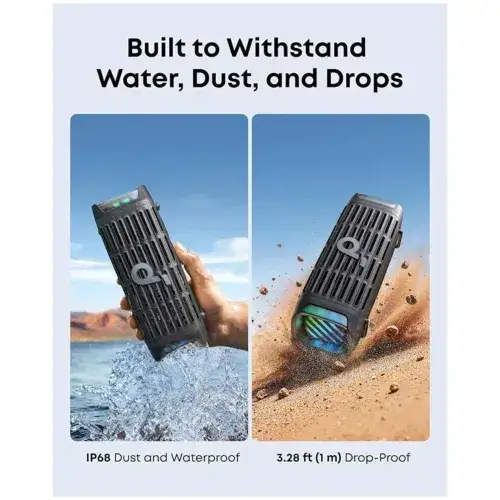 Built to Withstand
Water, Dust, and Drops
IP68 Dust and Waterproof
3.28 ft (1 m) Drop-Proof